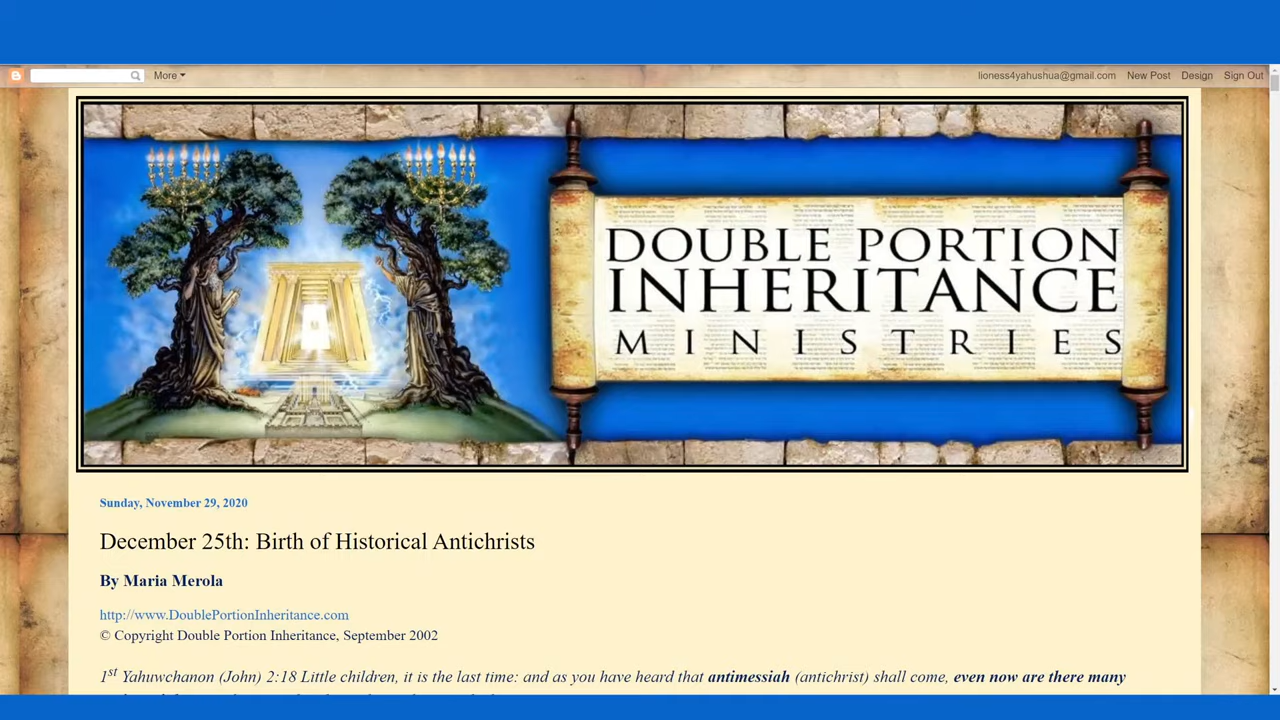 More
lioness4yahushua@gmail.com New Post Design Sign Out
DOUBLE PORTION
INHERITANCE
MINISTRIES
Sunday, November 29, 2020
December 25th: Birth of Historical Antichrists
By Maria Merola
http://www.DoublePortionInheritance.com
© Copyright Double Portion Inheritance, September 2002
1st Yahuwchanon (John) 2:18 Little children, it is the last time: and as you have heard that antimessiah (antichrist) shall come, even now are there many